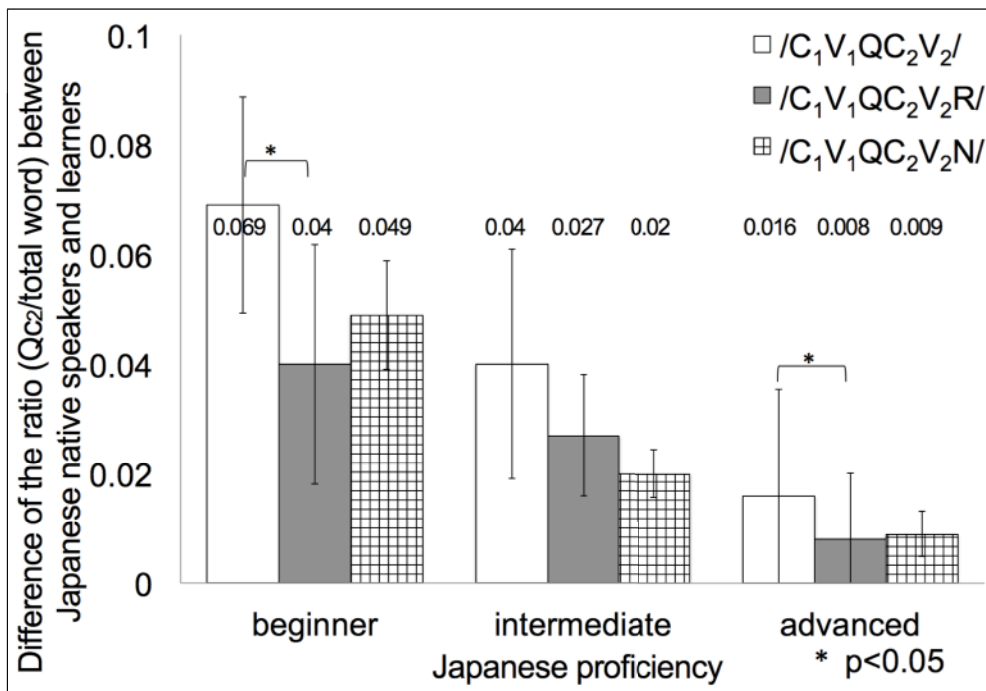 Difference of the ratio (Qc₂/total word) between
Japanese native speakers and learners
0.1
0.08
0.06
0.04
0.02
0
/C₁V₁QC₂V₂/
/C₁V₁QC₂V₂R/
/C₁V₁QC₂V₂N/
*
*
0.069 0.04 0.049 0.04 0.027 0.02 0.016 0.008 0.009
beginner intermediate advanced
Japanese proficiency
* p<0.05